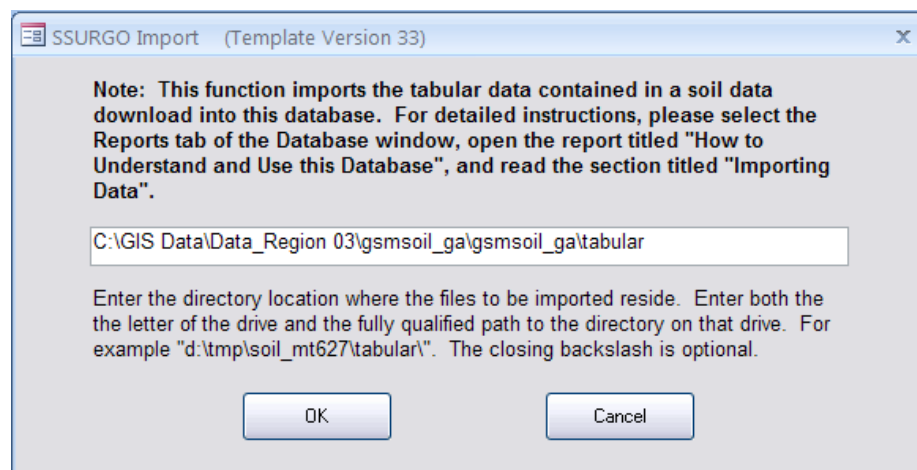 SSURGO Import (Template Version 33)
Note: This function imports the tabular data contained in a soil data
download into this database. For detailed instructions, please select the
Reports tab of the Database window, open the report titled "How to
Understand and Use this Database", and read the section titled "Importing
Data".
C:\GIS Data\Data_Region 03\gsmsoil_ga\gsmsoil_ga\tabular
Enter the directory location where the files to be imported reside. Enter both the
the letter of the drive and the fully qualified path to the directory on that drive. For
example "d:\tmp\soil_mt627\tabular\". The closing backslash is optional.
OK Cancel